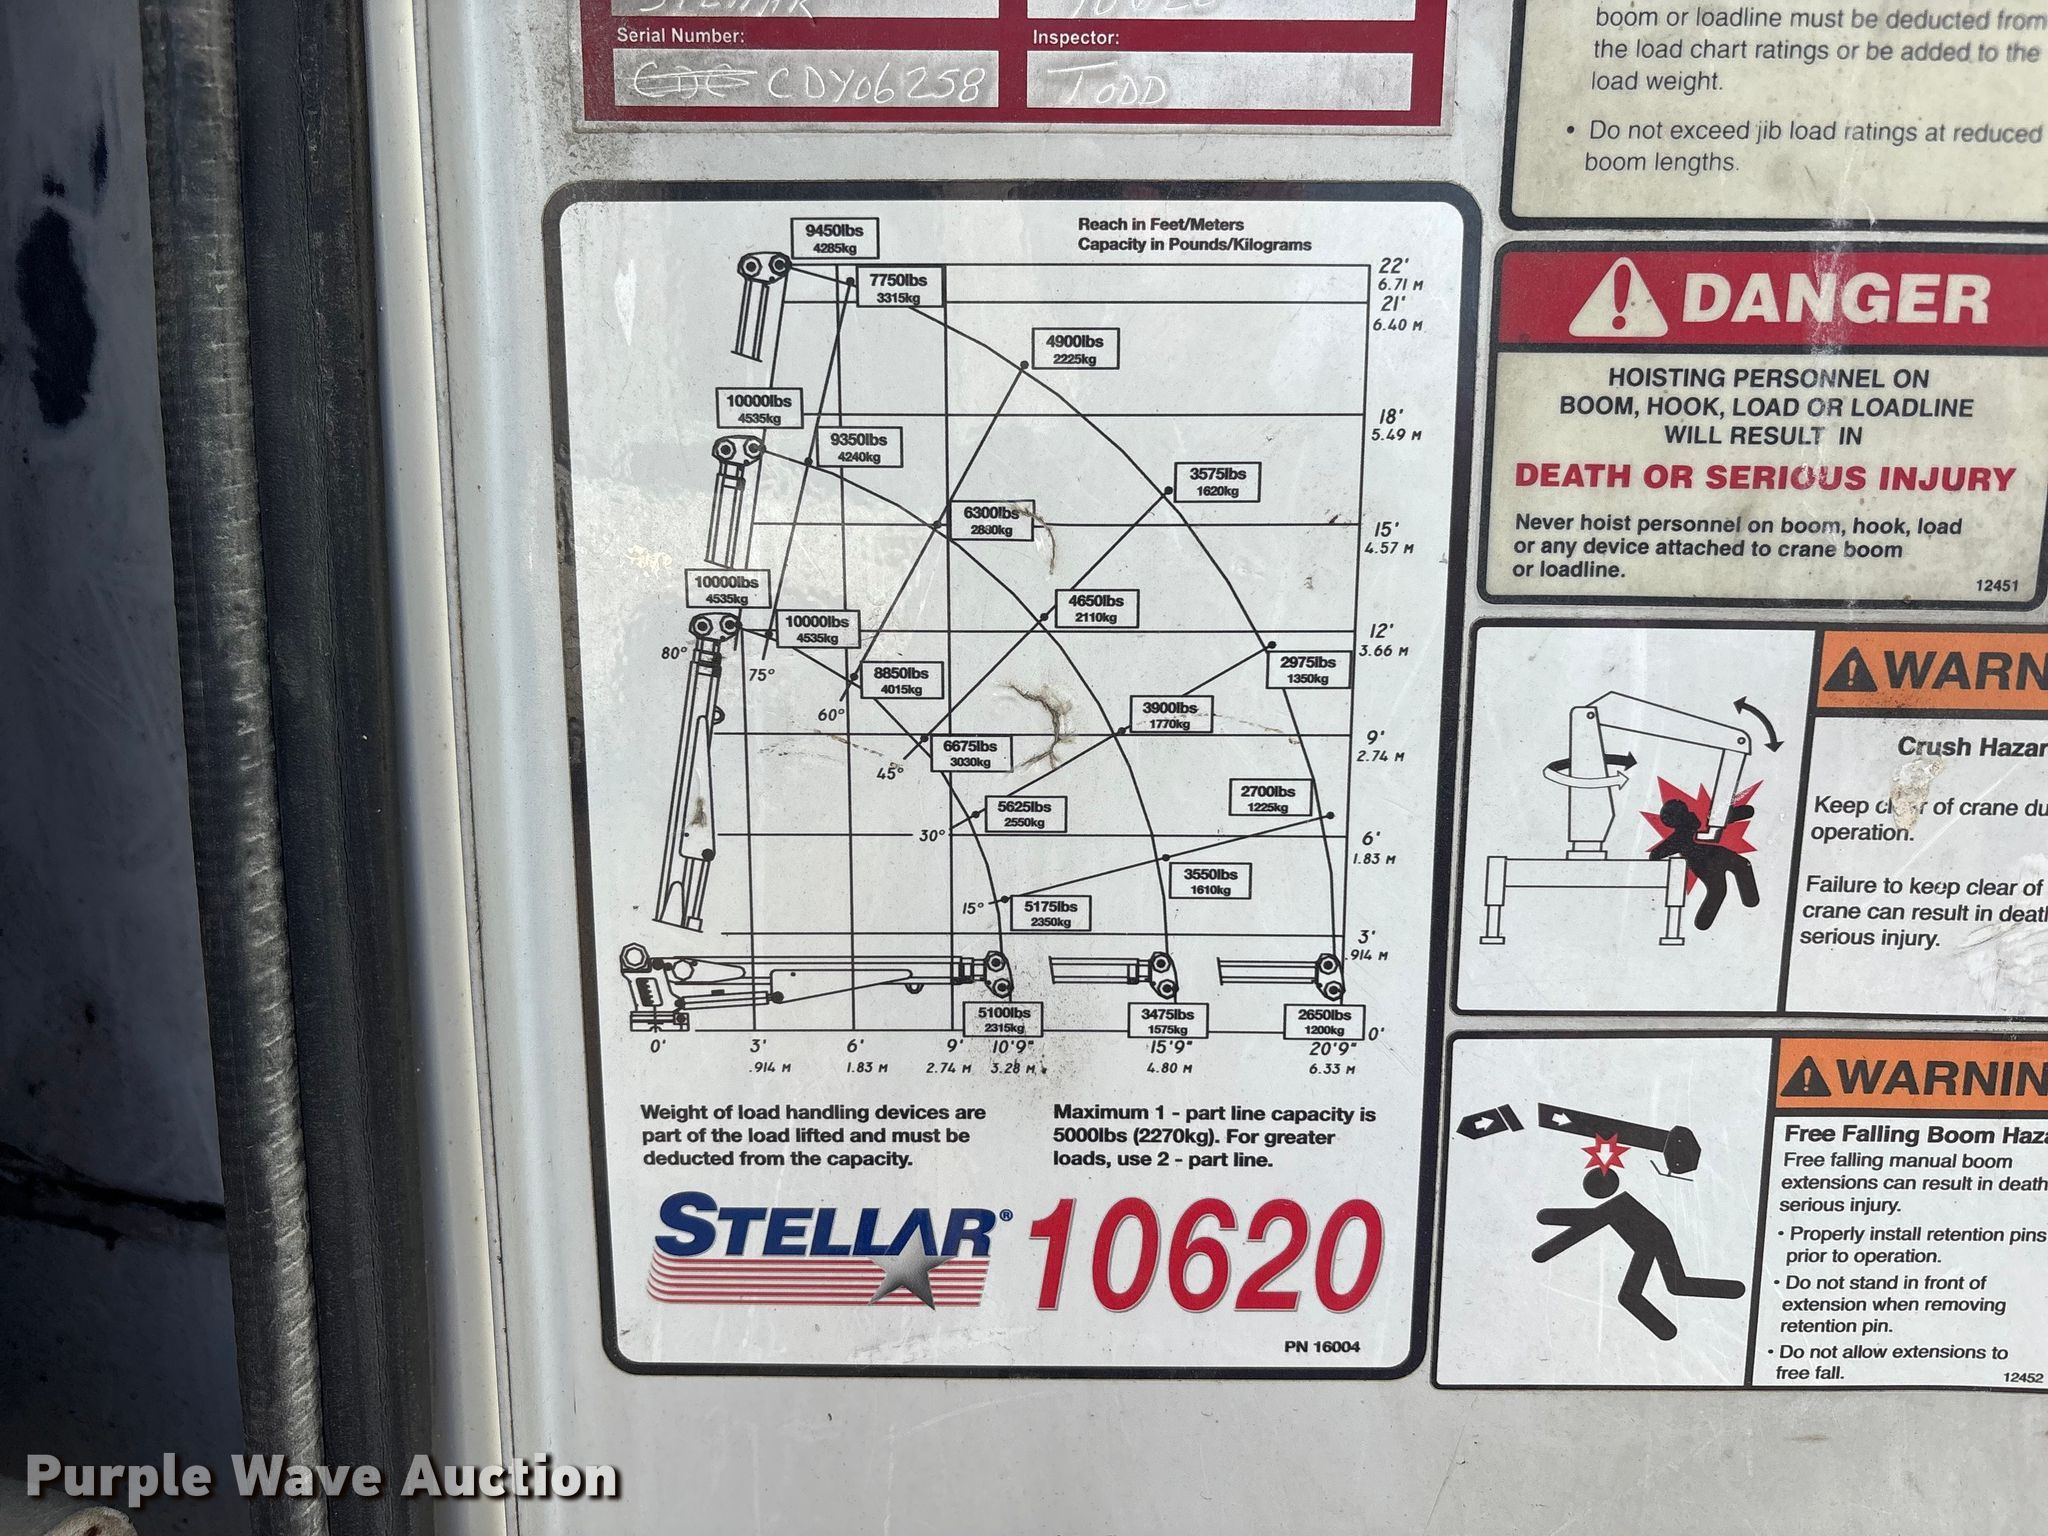 STELLAR
10620
Serial Number:
Inspector:
CDYO6258
TODD
boom or loadline must be deducted from
the load chart ratings or be added to the
load weight.
• Do not exceed jib load ratings at reduced
boom lengths.
Reach in Feet/Meters
Capacity in Pounds/Kilograms
9450lbs
4285kg
7750lbs
3315kg
22'
6.71 M
21'
6.40 M
4900lbs
2225kg
10000lbs
4535kg
18'
5.49 M
9350lbs
4240kg
3575lbs
1620kg
6300lbs
2880kg
15'
4.57 M
10000lbs
4535kg
4650lbs
2110kg
10000lbs
4535kg
12'
3.66 M
80°
75°
2975lbs
1350kg
8850lbs
4015kg
60°
3900lbs
1770kg
9'
2.74 M
6675lbs
3030kg
45°
2700lbs
1225kg
5625lbs
2550kg
30°
6'
1.83 M
3550lbs
1610kg
15°
5175lbs
2350kg
3'
.914 M
5100lbs
2315kg
3475lbs
1575kg
2650lbs
1200kg
0'
0' 3' 6' 9' 10'9" 15'9" 20'9"
.914 M 1.83 M 2.74 M 3.28 M 4.80 M 6.33 M
Weight of load handling devices are
part of the load lifted and must be
deducted from the capacity.
Maximum 1 - part line capacity is
5000lbs (2270kg). For greater
loads, use 2 - part line.
STELLAR® 10620
PN 16004
DANGER
HOISTING PERSONNEL ON
BOOM, HOOK, LOAD OR LOADLINE
WILL RESULT IN
DEATH OR SERIOUS INJURY
Never hoist personnel on boom, hook, load
or any device attached to crane boom
or loadline.
12451
WARN
Crush Hazar
Keep clear of crane du
operation.
Failure to keep clear of
crane can result in death
serious injury.
WARNIN
Free Falling Boom Haza
Free falling manual boom
extensions can result in death
serious injury.
• Properly install retention pins
prior to operation.
• Do not stand in front of
extension when removing
retention pin.
• Do not allow extensions to
free fall.
12452
Purple Wave Auction